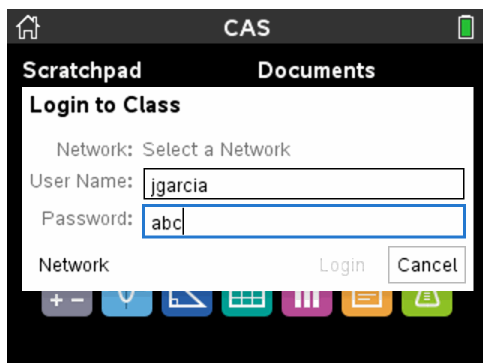 CAS
Scratchpad Documents
Login to Class
Network: Select a Network
User Name: jgarcia
Password: abc
Network Login Cancel